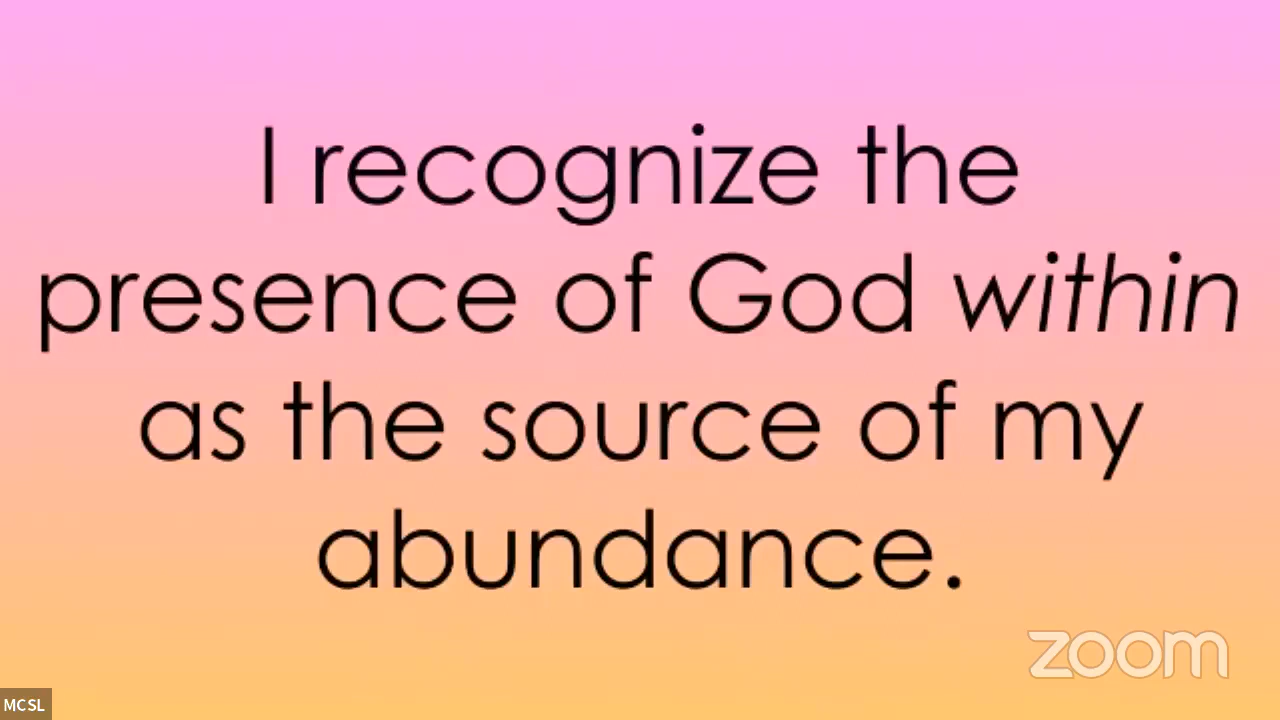 I recognize the
presence of God within
as the source of my
abundance.
zoom
MCSL